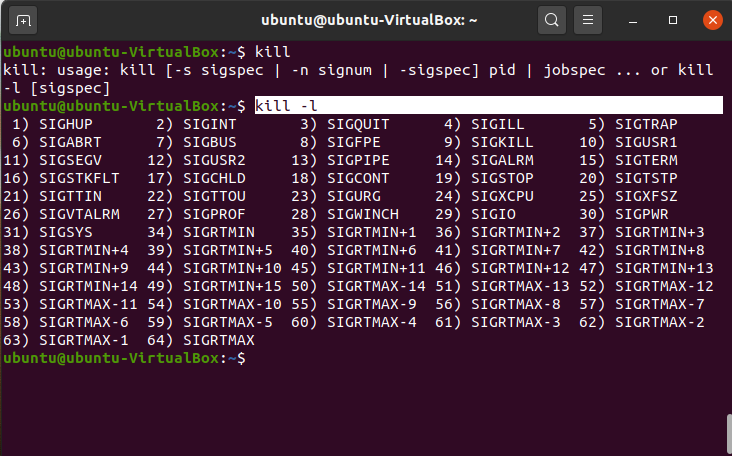 ubuntu@ubuntu-VirtualBox: ~
ubuntu@ubuntu-VirtualBox:~$ kill
kill: usage: kill [-s sigspec | -n signum | -sigspec] pid | jobspec ... or kill
-l [sigspec]
ubuntu@ubuntu-VirtualBox:~$ kill -l
 1) SIGHUP       2) SIGINT       3) SIGQUIT      4) SIGILL       5) SIGTRAP
 6) SIGABRT      7) SIGBUS       8) SIGFPE       9) SIGKILL     10) SIGUSR1
11) SIGSEGV     12) SIGUSR2     13) SIGPIPE     14) SIGALRM     15) SIGTERM
16) SIGSTKFLT   17) SIGCHLD     18) SIGCONT     19) SIGSTOP     20) SIGTSTP
21) SIGTTIN     22) SIGTTOU     23) SIGURG      24) SIGXCPU     25) SIGXFSZ
26) SIGVTALRM   27) SIGPROF     28) SIGWINCH    29) SIGIO       30) SIGPWR
31) SIGSYS      34) SIGRTMIN    35) SIGRTMIN+1  36) SIGRTMIN+2  37) SIGRTMIN+3
38) SIGRTMIN+4  39) SIGRTMIN+5  40) SIGRTMIN+6  41) SIGRTMIN+7  42) SIGRTMIN+8
43) SIGRTMIN+9  44) SIGRTMIN+10 45) SIGRTMIN+11 46) SIGRTMIN+12 47) SIGRTMIN+13
48) SIGRTMIN+14 49) SIGRTMIN+15 50) SIGRTMAX-14 51) SIGRTMAX-13 52) SIGRTMAX-12
53) SIGRTMAX-11 54) SIGRTMAX-10 55) SIGRTMAX-9  56) SIGRTMAX-8  57) SIGRTMAX-7
58) SIGRTMAX-6  59) SIGRTMAX-5  60) SIGRTMAX-4  61) SIGRTMAX-3  62) SIGRTMAX-2
63) SIGRTMAX-1  64) SIGRTMAX
ubuntu@ubuntu-VirtualBox:~$